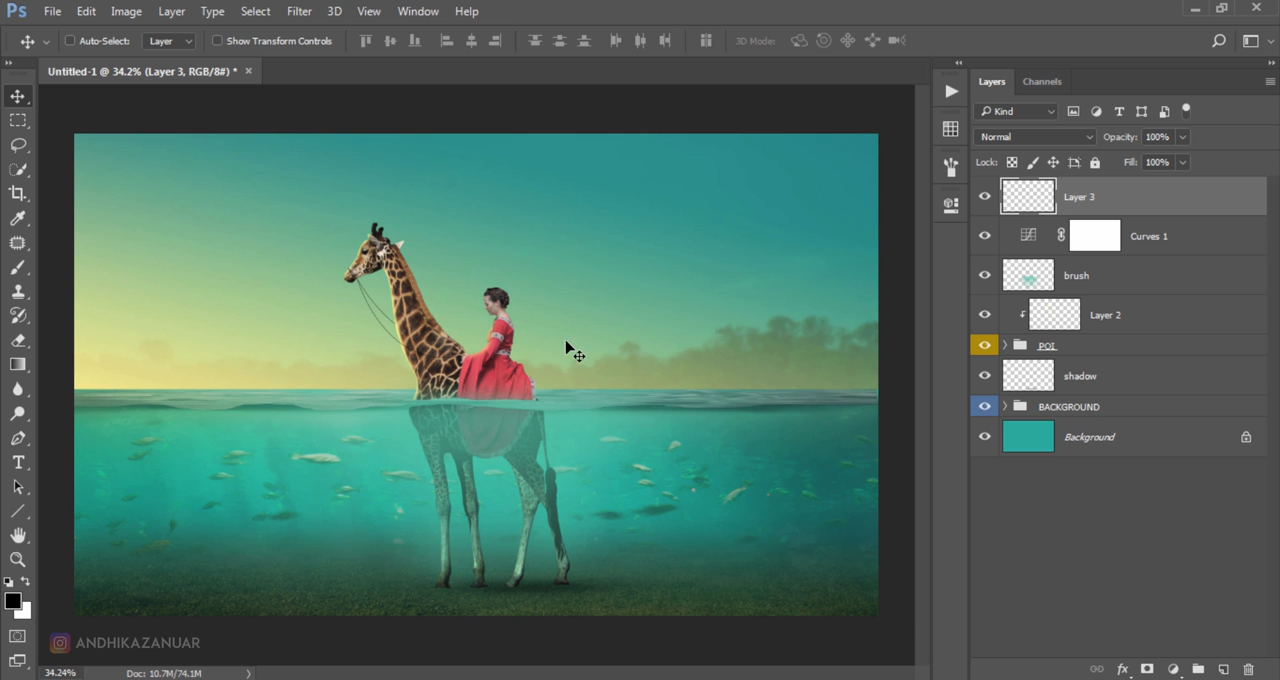 Ps File Edit Image Layer Type Select Filter 3D View Window Help
Auto-Select: Layer Show Transform Controls 3D Mode:
Untitled-1 @ 34.2% (Layer 3, RGB/8#) *
Layers Channels
Kind
Normal Opacity: 100%
Lock: Fill: 100%
Layer 3
Curves 1
brush
Layer 2
POI
shadow
BACKGROUND
Background
ANDHIKAZANUAR
34.24% Doc: 10.7M/74.1M